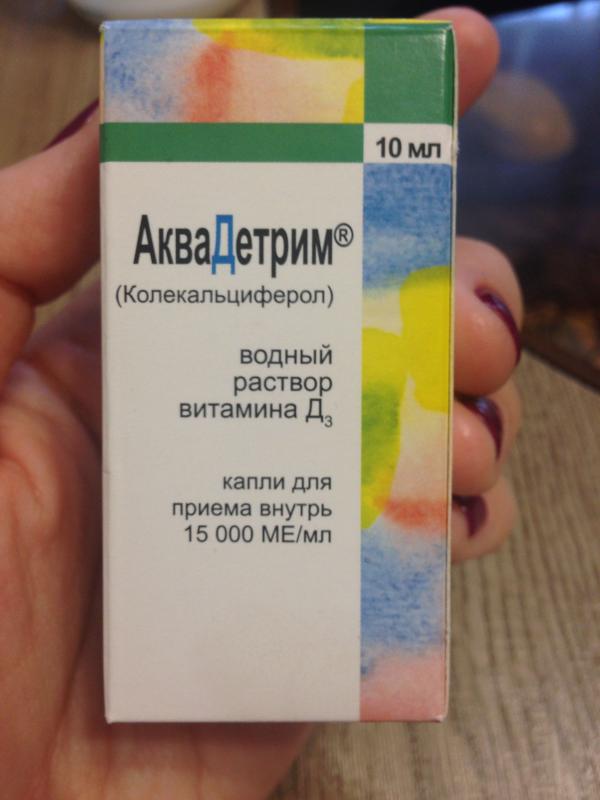 10 мл
АкваДетрим®
(Колекальциферол)
водный
раствор
витамина Д₃
капли для
приема внутрь
15 000 МЕ/мл